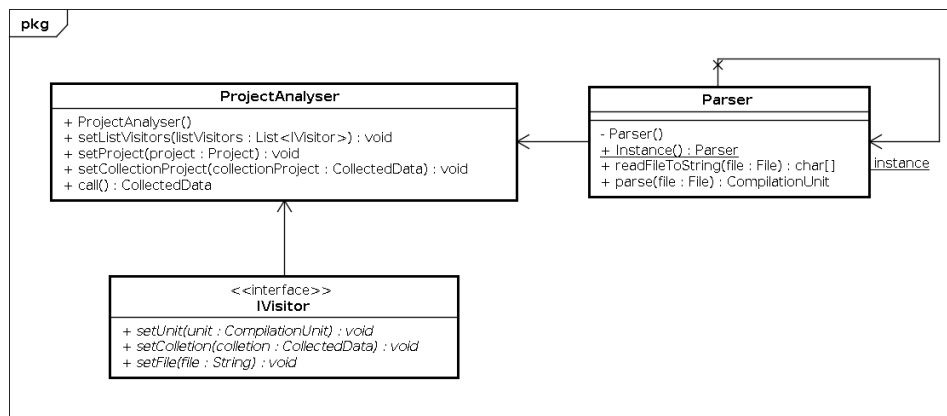 pkg
ProjectAnalyser
+ ProjectAnalyser()
+ setListVisitors(listVisitors : List<IVisitor>) : void
+ setProject(project : Project) : void
+ setCollectionProject(collectionProject : CollectedData) : void
+ call() : CollectedData
Parser
- Parser()
+ Instance() : Parser
+ readFileToString(file : File) : char[]
+ parse(file : File) : CompilationUnit
instance
<<interface>>
IVisitor
+ setUnit(unit : CompilationUnit) : void
+ setColletion(colletion : CollectedData) : void
+ setFile(file : String) : void